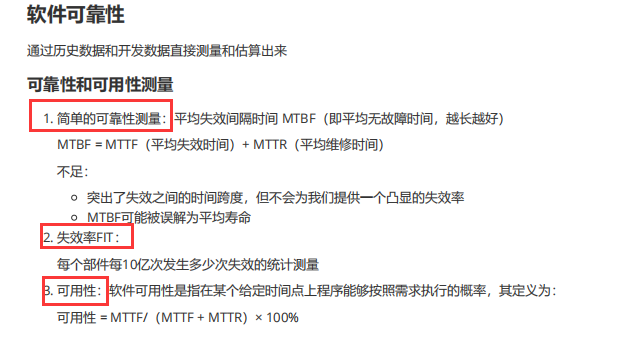 软件可靠性
通过历史数据和开发数据直接测量和估算出来
可靠性和可用性测量
1. 简单的可靠性测量：平均失效间隔时间 MTBF（即平均无故障时间，越长越好）
MTBF = MTTF（平均失效时间）+ MTTR（平均维修时间）
不足：
突出了失效之间的时间跨度，但不会为我们提供一个凸显的失效率
MTBF可能被误解为平均寿命
2. 失效率FIT：
每个部件每10亿次发生多少次失效的统计测量
3. 可用性：软件可用性是指在某个给定时间点上程序能够按照需求执行的概率，其定义为：
可用性 = MTTF/（MTTF + MTTR）× 100%